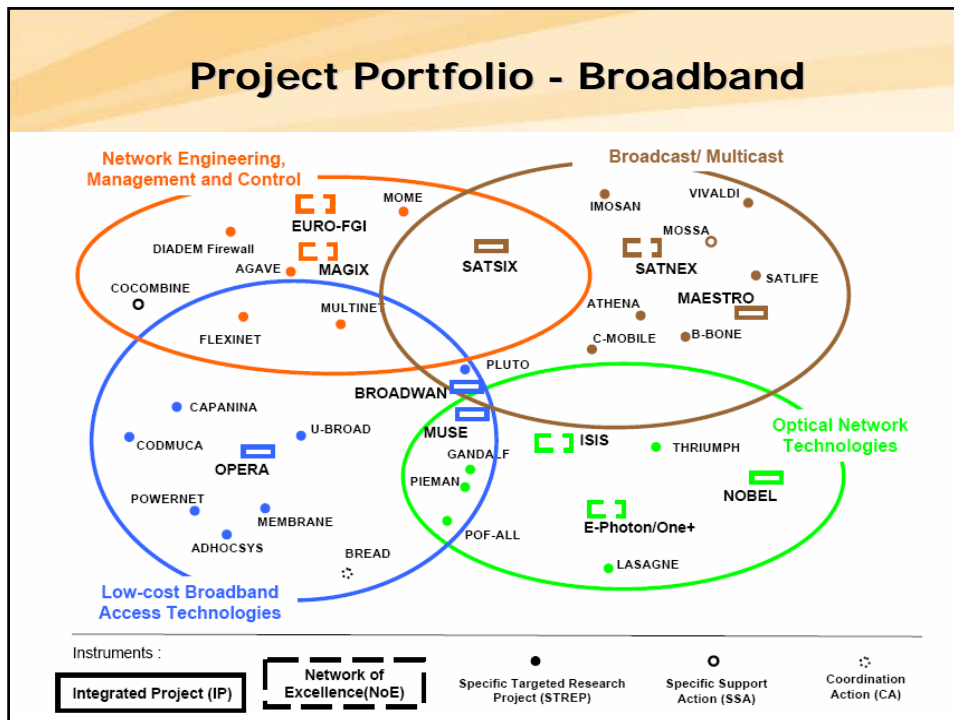 Project Portfolio - Broadband
Network Engineering,
Management and Control
Broadcast/ Multicast
MOME
IMOSAN
VIVALDI
EURO-FGI
MOSSA
DIADEM Firewall
MAGIX
SATSIX
SATNEX
AGAVE
SATLIFE
COCOMBINE
ATHENA
MAESTRO
MULTINET
FLEXINET
C-MOBILE
B-BONE
PLUTO
BROADWAN
CAPANINA
MUSE
Optical Network
Technologies
U-BROAD
ISIS
THRIUMPH
CODMUCA
OPERA
GANDALF
PIEMAN
NOBEL
POWERNET
MEMBRANE
E-Photon/One+
ADHOCSYS
POF-ALL
BREAD
LASAGNE
Low-cost Broadband
Access Technologies
Instruments :
Integrated Project (IP)
Network of
Excellence(NoE)
Specific Targeted Research
Project (STREP)
Specific Support
Action (SSA)
Coordination
Action (CA)